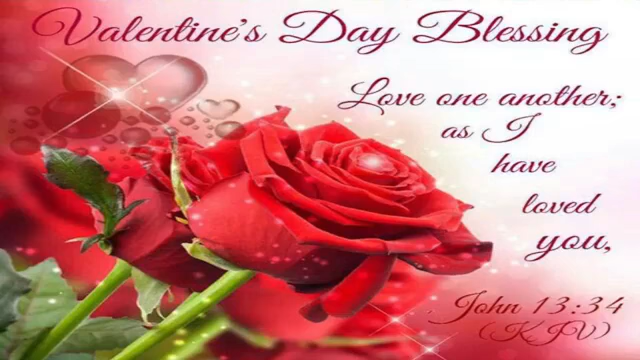 Valentine's Day Blessing
Love one another;
as I
have
loved
you,
John 13:34
(KJV)